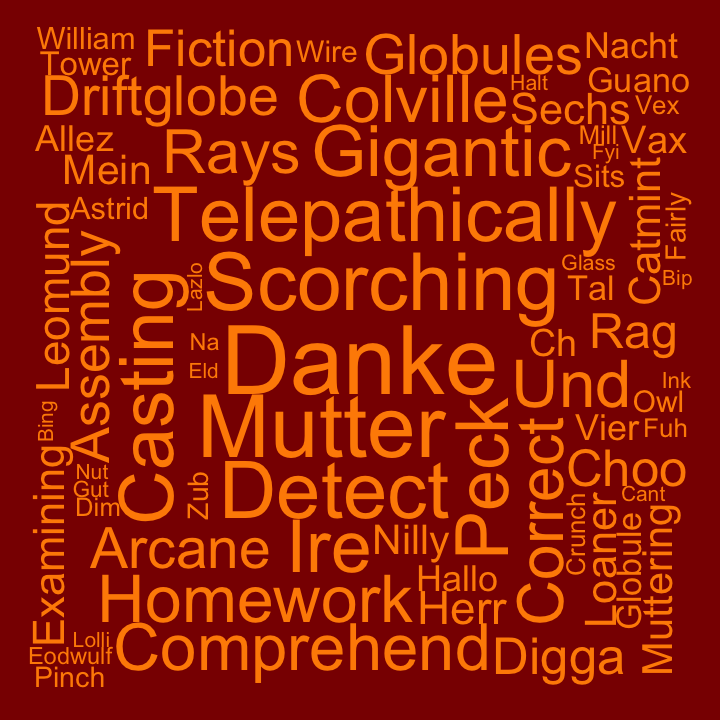 William
Fiction
Wire
Globules
Nacht
Tower
Driftglobe
Colville
Halt
Sechs
Guano
Vex
Allez
Mein
Rays
Gigantic
Mill
Fyi
Vax
Sits
Astrid
Telepathically
Catmint
Fairly
Leomund
Assembly
Casting
Lazlo
Scorching
Glass
Tal
Bip
Na
Eld
Danke
Ch
Rag
Und
Ink
Owl
Bing
Mutter
Peck
Vier
Fuh
Examining
Nut
Gut
Dim
Zub
Detect
Correct
Choo
Cant
Crunch
Loaner
Globule
Muttering
Arcane
Ire
Nilly
Hallo
Homework
Herr
Lolli
Eodwulf
Pinch
Comprehend
Digga